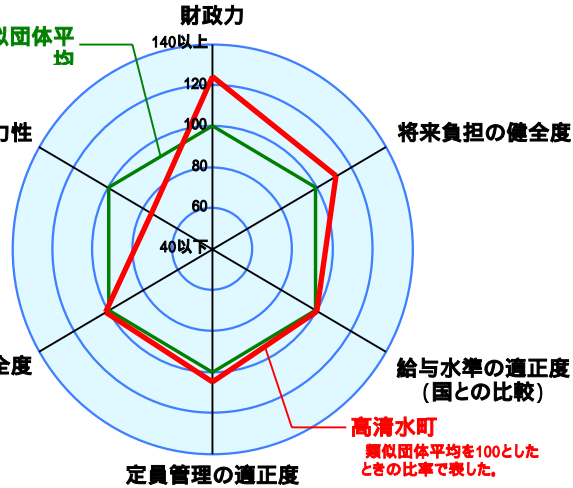 財政力
似団体平
均
140以上
120
100
80
60
40以下
力性
将来負担の健全度
全度
給与水準の適正度
(国との比較)
高清水町
類似団体平均を100とした
ときの比率で表した。
定員管理の適正度